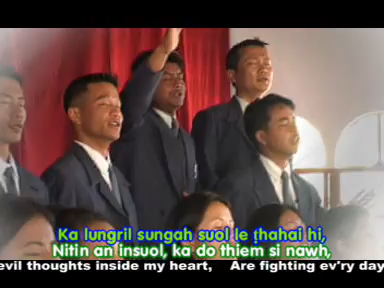 Ka lungril sungah suol le ṭhahai hi,
Nitin an insuol, ka do thiem si nawh,
evil thoughts inside my heart, Are fighting ev'ry day